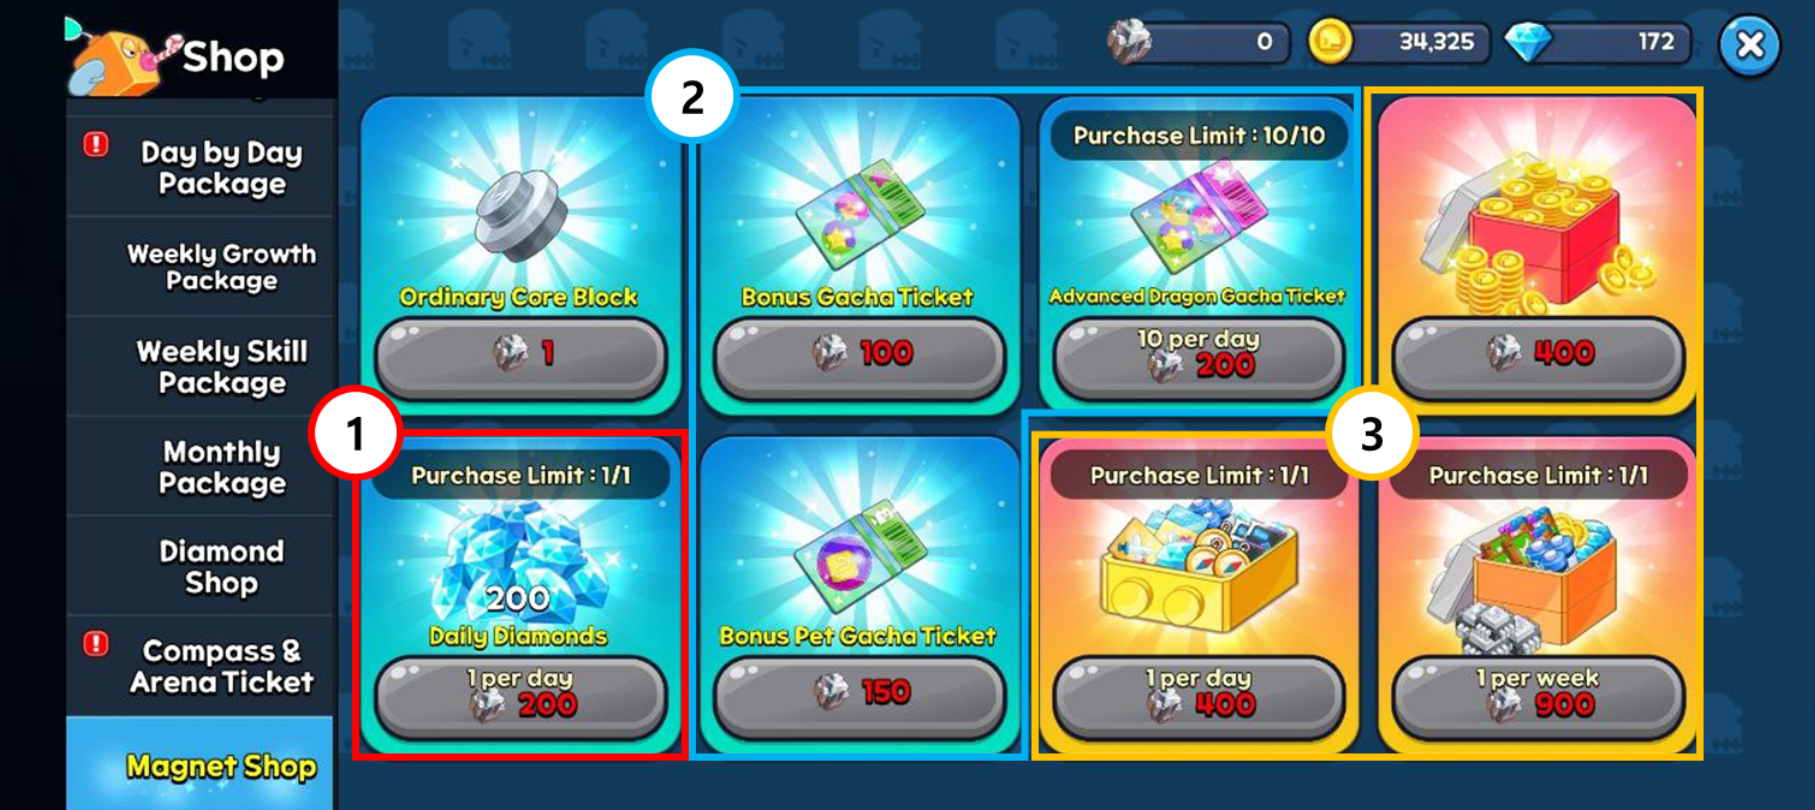 Shop
0
34,325
172
Day by Day
Package
Weekly Growth
Package
Weekly Skill
Package
Monthly
Package
Diamond
Shop
Compass &
Arena Ticket
Magnet Shop
Ordinary Core Block
1
2
Bonus Gacha Ticket
100
Purchase Limit : 10/10
Advanced Dragon Gacha Ticket
10 per day
200
400
1
Purchase Limit : 1/1
200
Daily Diamonds
1 per day
200
Bonus Pet Gacha Ticket
150
3
Purchase Limit : 1/1
1 per day
400
Purchase Limit : 1/1
1 per week
900